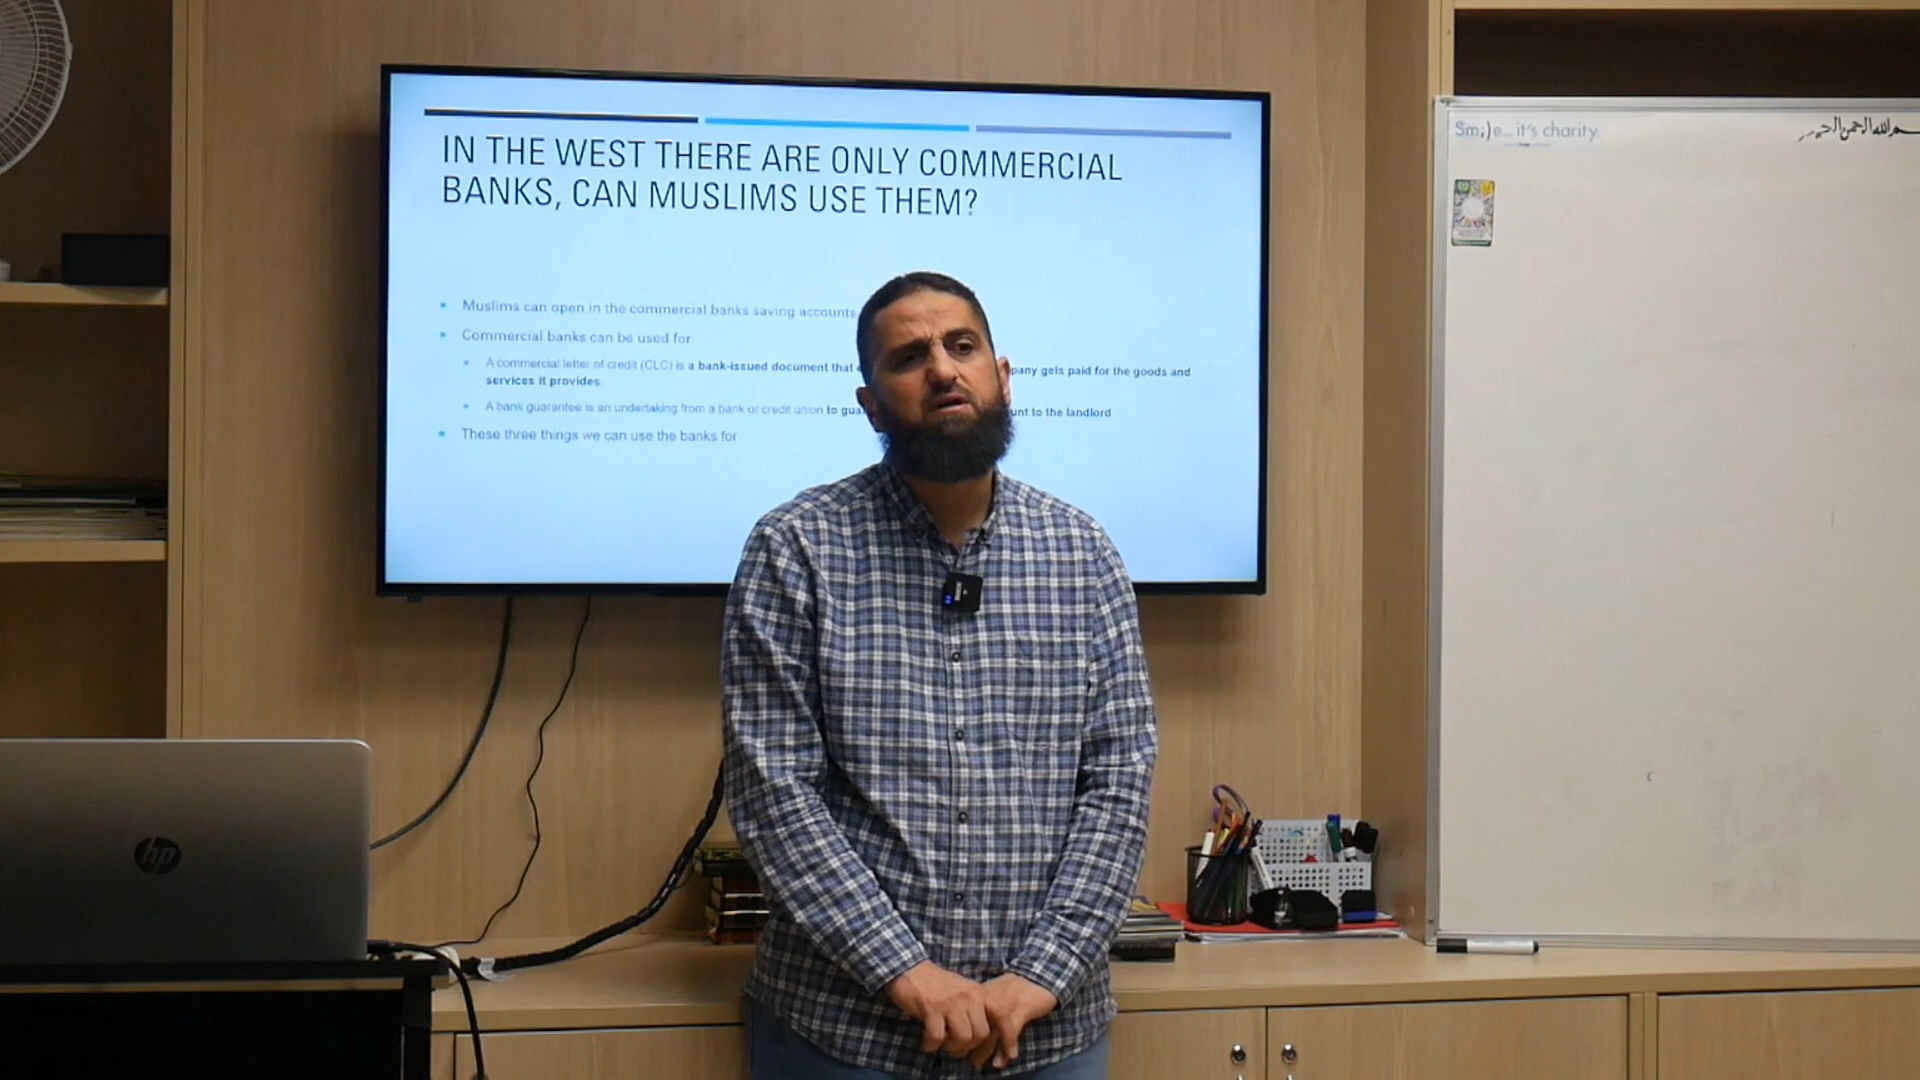 IN THE WEST THERE ARE ONLY COMMERCIAL
BANKS, CAN MUSLIMS USE THEM?
Muslims can open in the commercial banks saving accounts
Commercial banks can be used for
A commercial letter of credit (CLC) is a bank-issued document that pany gets paid for the goods and
services it provides.
A bank guarantee is an undertaking from a bank or credit union to gua unt to the landlord
These three things we can use the banks for
Sm;)e... it's charity
بسم الله الرحمن الرحيم
hp